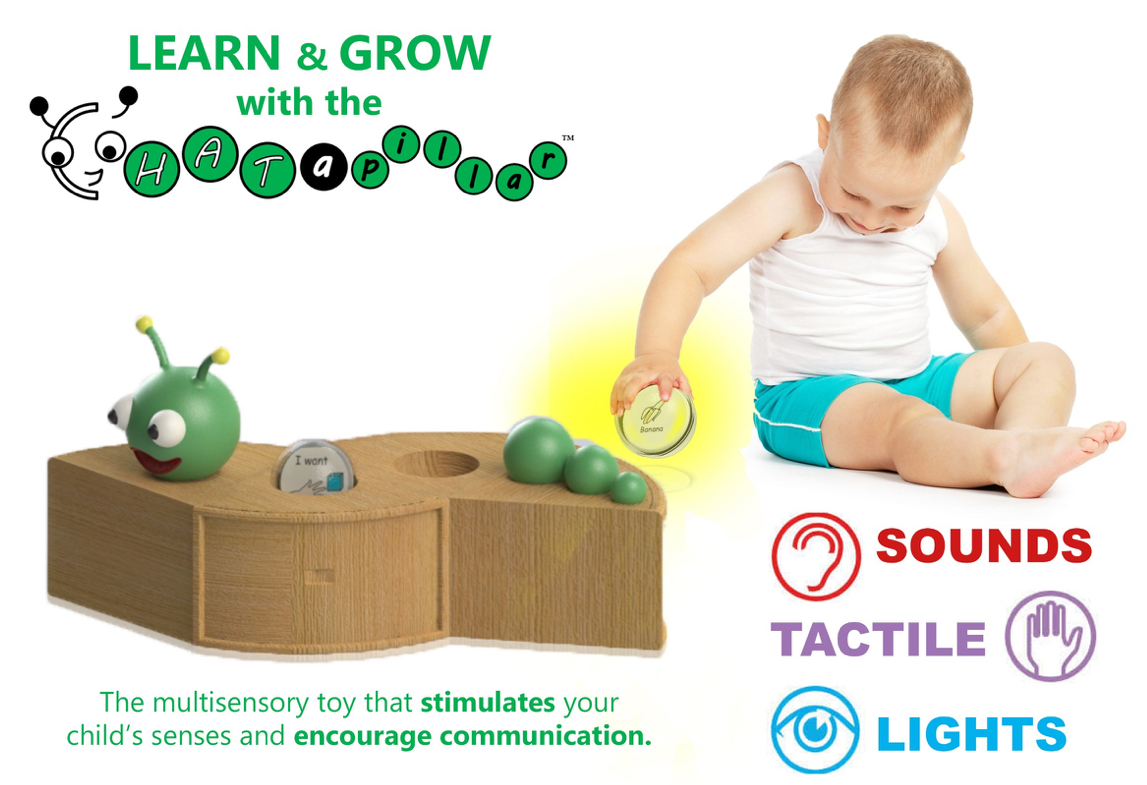 LEARN & GROW
with the
CHATapillar™
I want
Banana
SOUNDS
TACTILE
LIGHTS
The multisensory toy that stimulates your
child's senses and encourage communication.